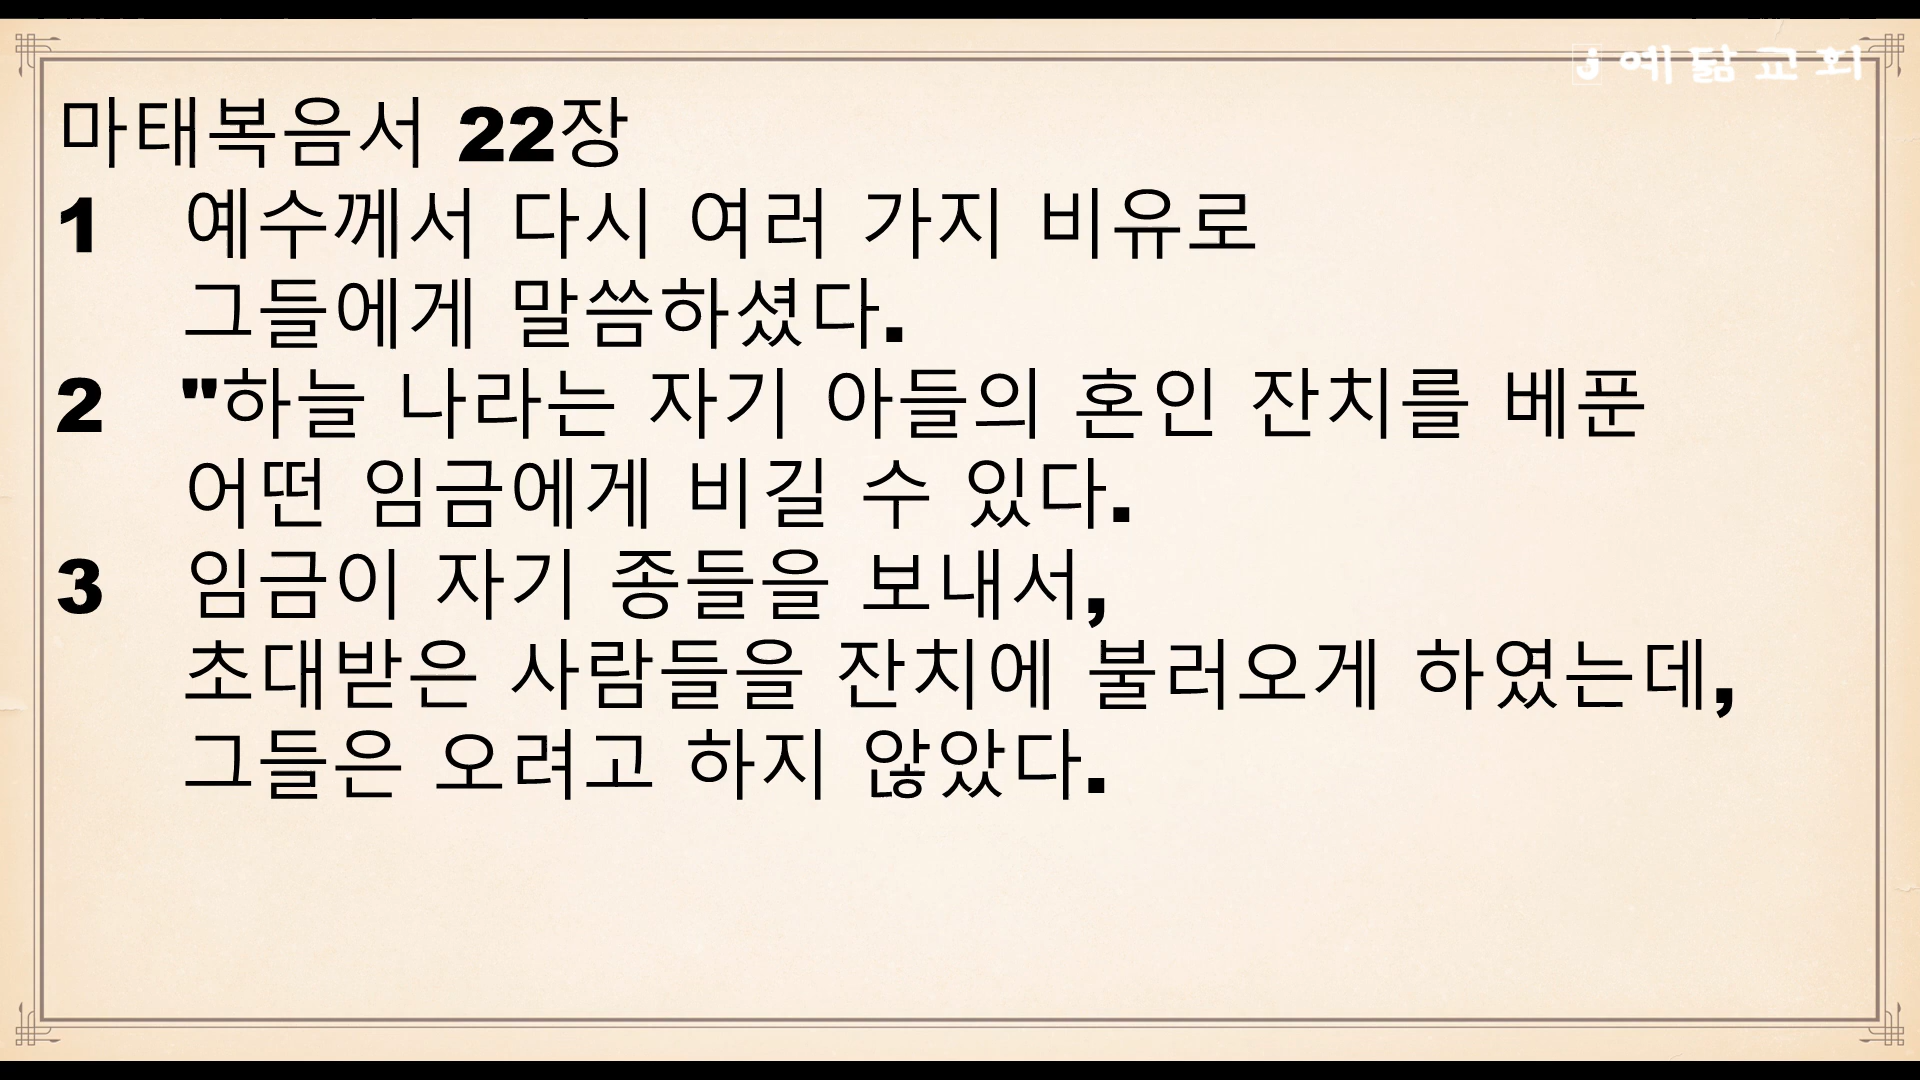 예닮교회
마태복음서 22장
1 예수께서 다시 여러 가지 비유로
그들에게 말씀하셨다.
2 "하늘 나라는 자기 아들의 혼인 잔치를 베푼
어떤 임금에게 비길 수 있다.
3 임금이 자기 종들을 보내서,
초대받은 사람들을 잔치에 불러오게 하였는데,
그들은 오려고 하지 않았다.